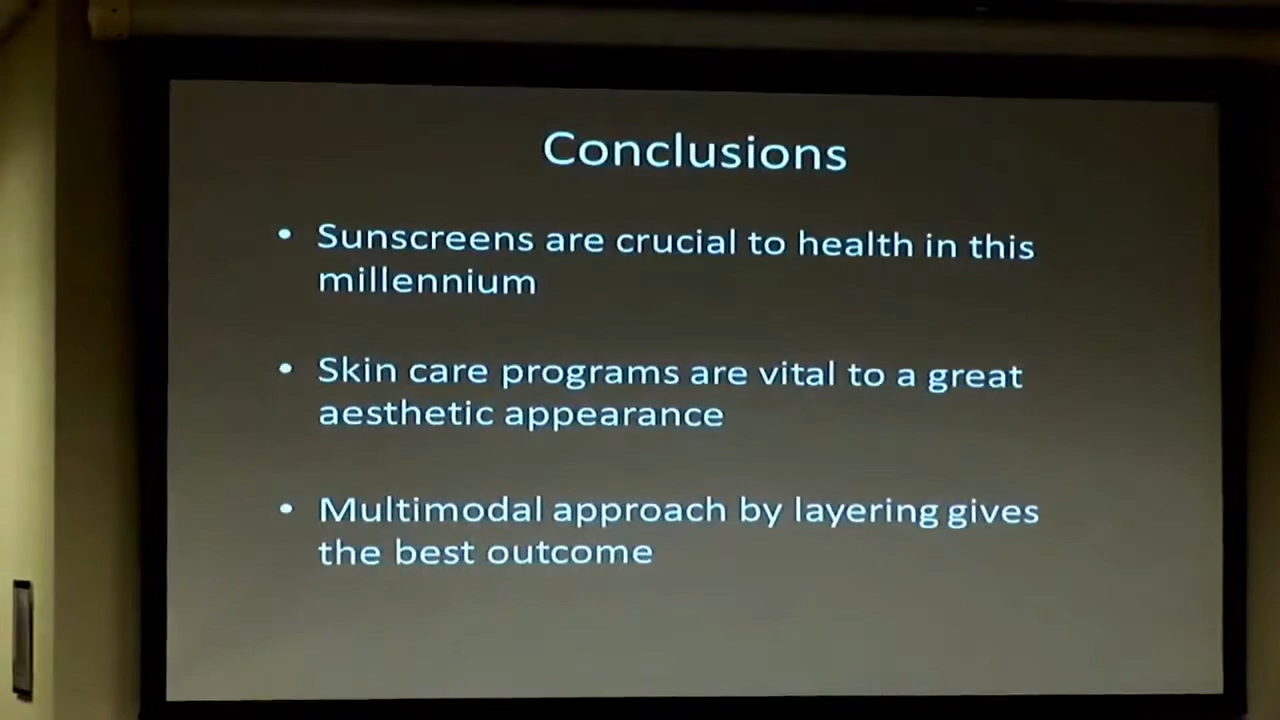 Conclusions
• Sunscreens are crucial to health in this
millennium
• Skin care programs are vital to a great
aesthetic appearance
• Multimodal approach by layering gives
the best outcome